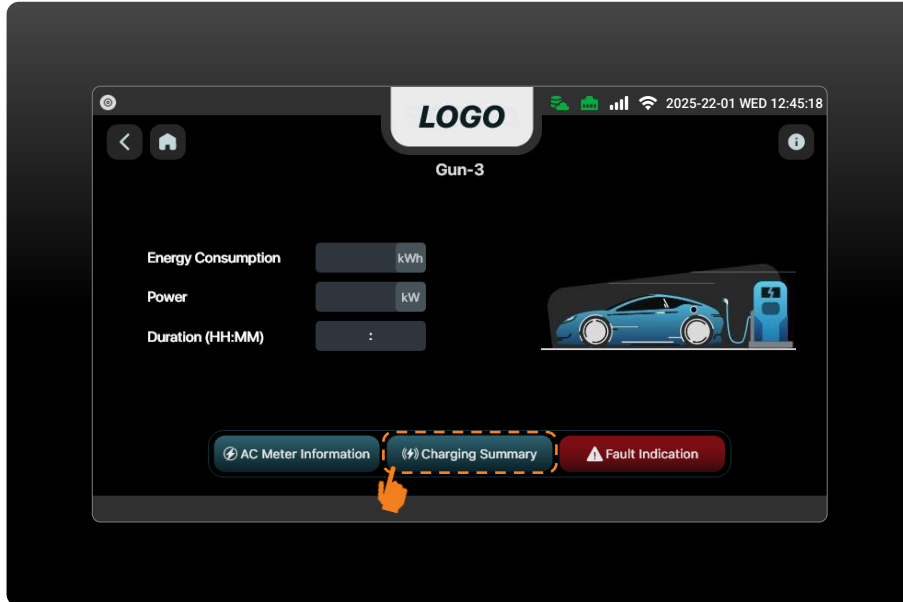 LOGO
2025-22-01 WED 12:45:18
Gun-3
Energy Consumption kWh
Power kW
Duration (HH:MM) :
AC Meter Information Charging Summary Fault Indication